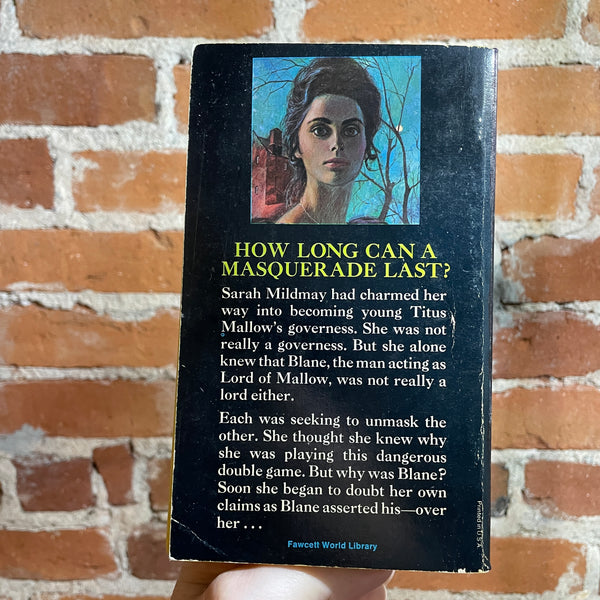 HOW LONG CAN A
MASQUERADE LAST?
Sarah Mildmay had charmed her
way into becoming young Titus
Mallow's governess. She was not
really a governess. But she alone
knew that Blane, the man acting as
Lord of Mallow, was not really a
lord either.
Each was seeking to unmask the
other. She thought she knew why
she was playing this dangerous
double game. But why was Blane?
Soon she began to doubt her own
claims as Blane asserted his—over
her . . .
Fawcett World Library
Printed in U.S.A.